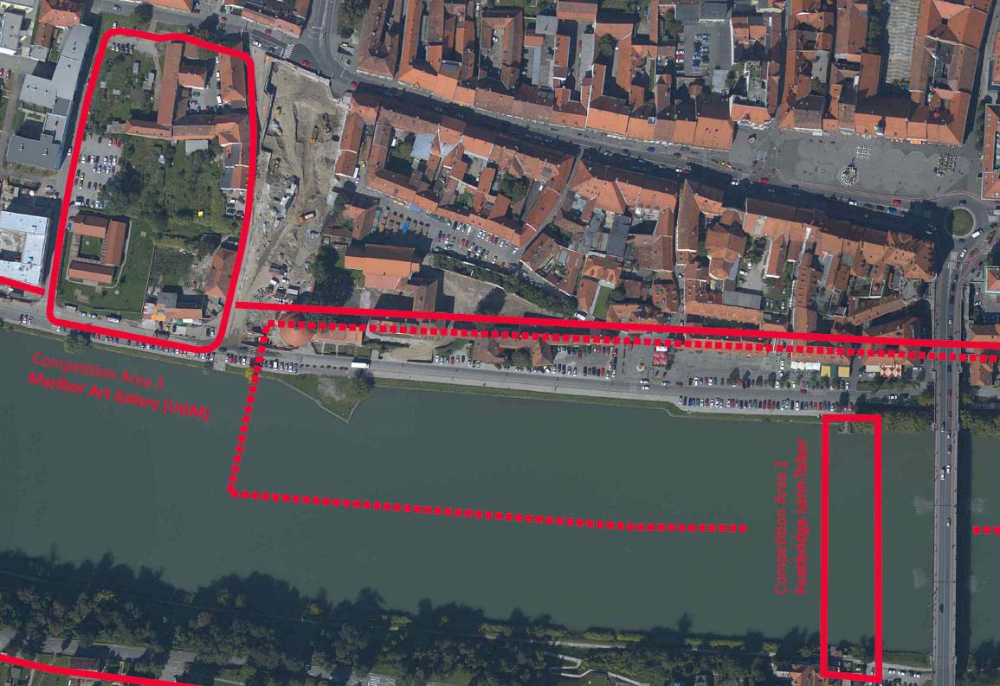 Competition Area 3
Maribor Art Galery (UGM)
Competition Area 2
Footbridge Lent-Tabor